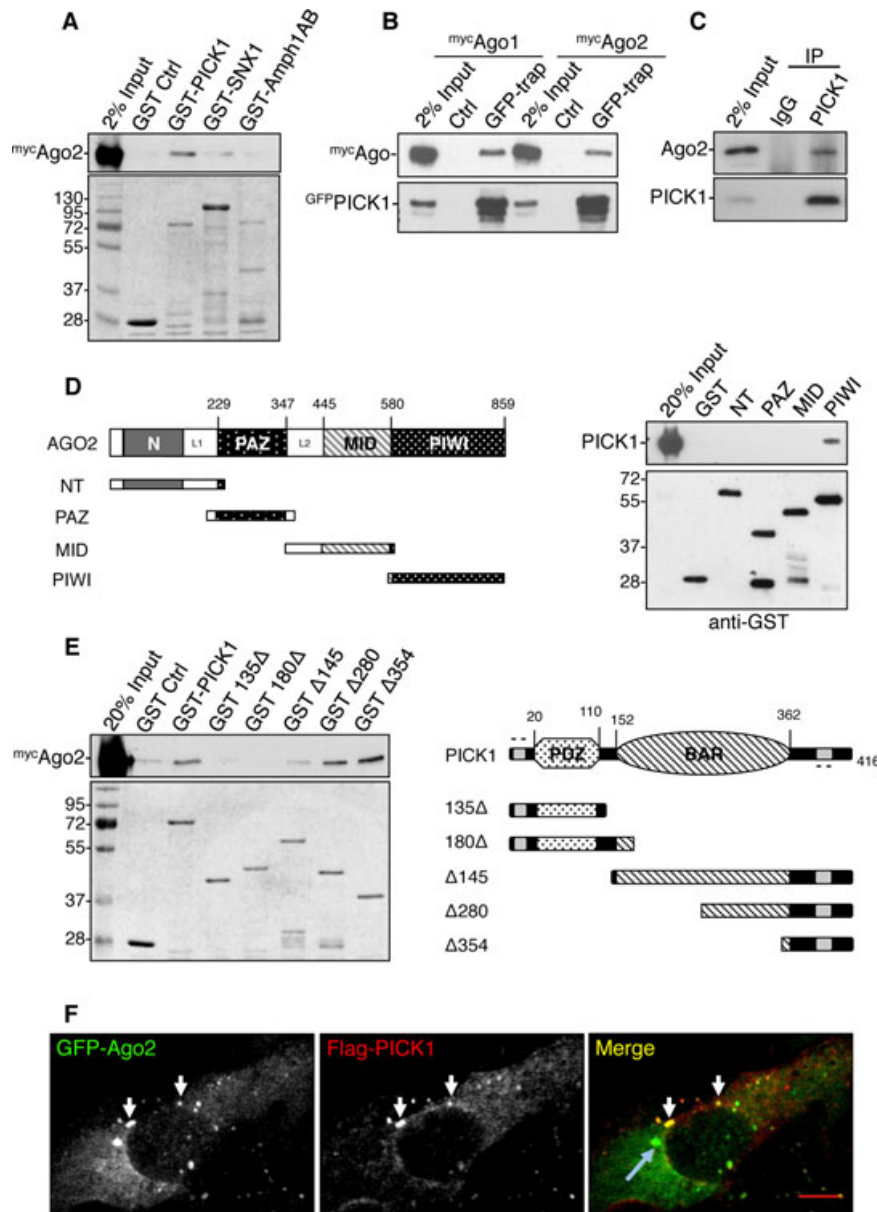 A
2% Input
GST Ctrl
GST-PICK1
GST-SNX1
GST-Amph1AB
mycAgo2
130
95
72
55
37
28
B
mycAgo1
mycAgo2
2% Input
Ctrl
GFP-trap
2% Input
Ctrl
GFP-trap
mycAgo
GFPPICK1
C
IP
2% Input
IgG
PICK1
Ago2
PICK1
D
229
347
445
580
859
AGO2
N
L1
PAZ
L2
MID
PIWI
NT
PAZ
MID
PIWI
20% Input
GST
NT
PAZ
MID
PIWI
PICK1
72
55
37
28
anti-GST
E
20% Input
GST Ctrl
GST-PICK1
GST 135Δ
GST 180Δ
GST Δ145
GST Δ280
GST Δ354
mycAgo2
95
72
55
37
28
20
110
152
362
PICK1
PDZ
BAR
416
135Δ
180Δ
Δ145
Δ280
Δ354
F
GFP-Ago2
Flag-PICK1
Merge